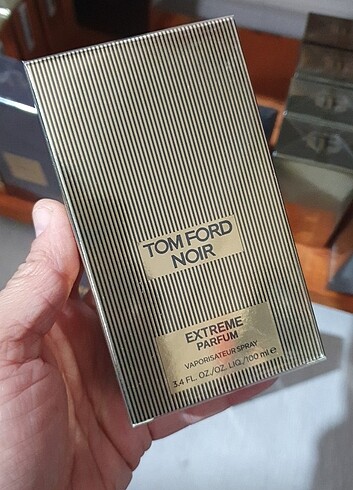 TOM FORD
NOIR
EXTREME
PARFUM
VAPORISATEUR SPRAY
3.4 FL. OZ./OZ. LIQ./100 ml ℮